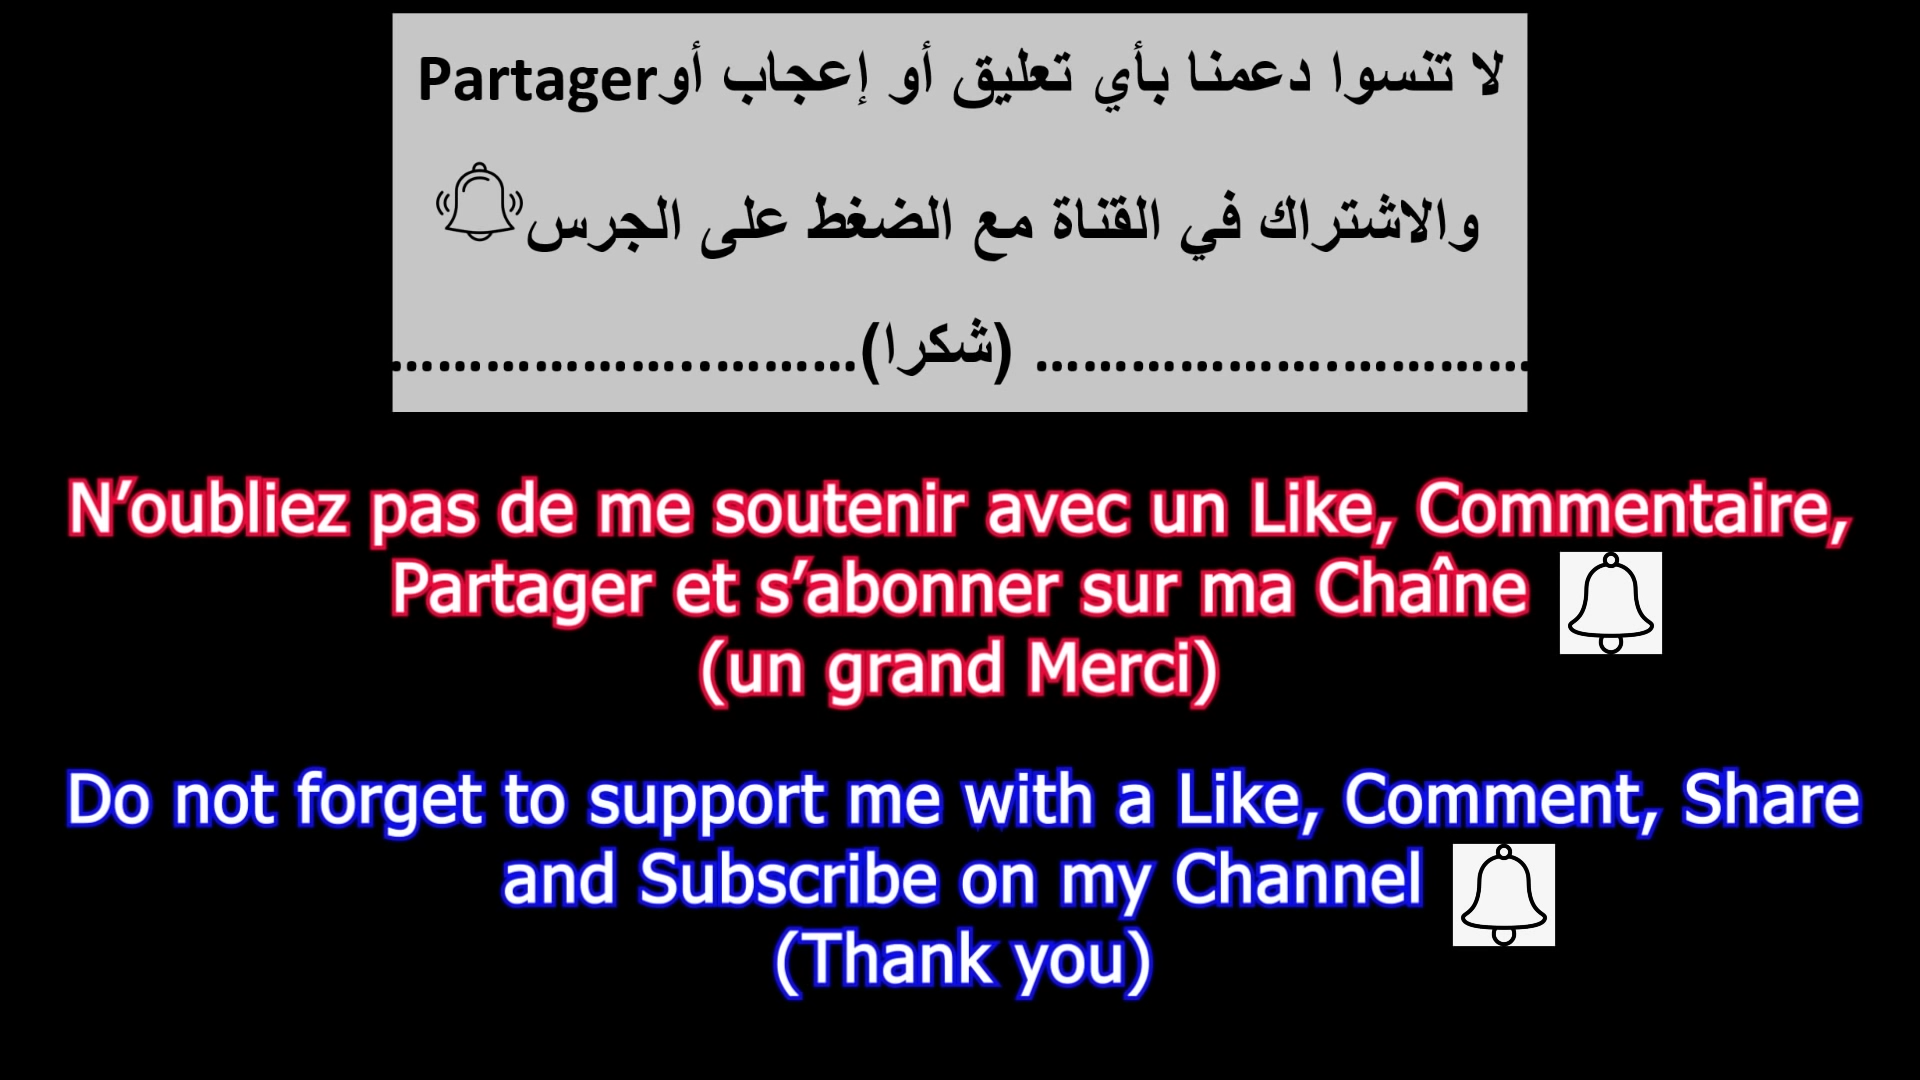 لا تنسوا دعمنا بأي تعليق أو إعجاب أوPartager
والاشتراك في القناة مع الضغط على الجرس
.............................. (شكرا)..............................
N’oubliez pas de me soutenir avec un Like, Commentaire,
Partager et s’abonner sur ma Chaîne
(un grand Merci)
Do not forget to support me with a Like, Comment, Share
and Subscribe on my Channel
(Thank you)